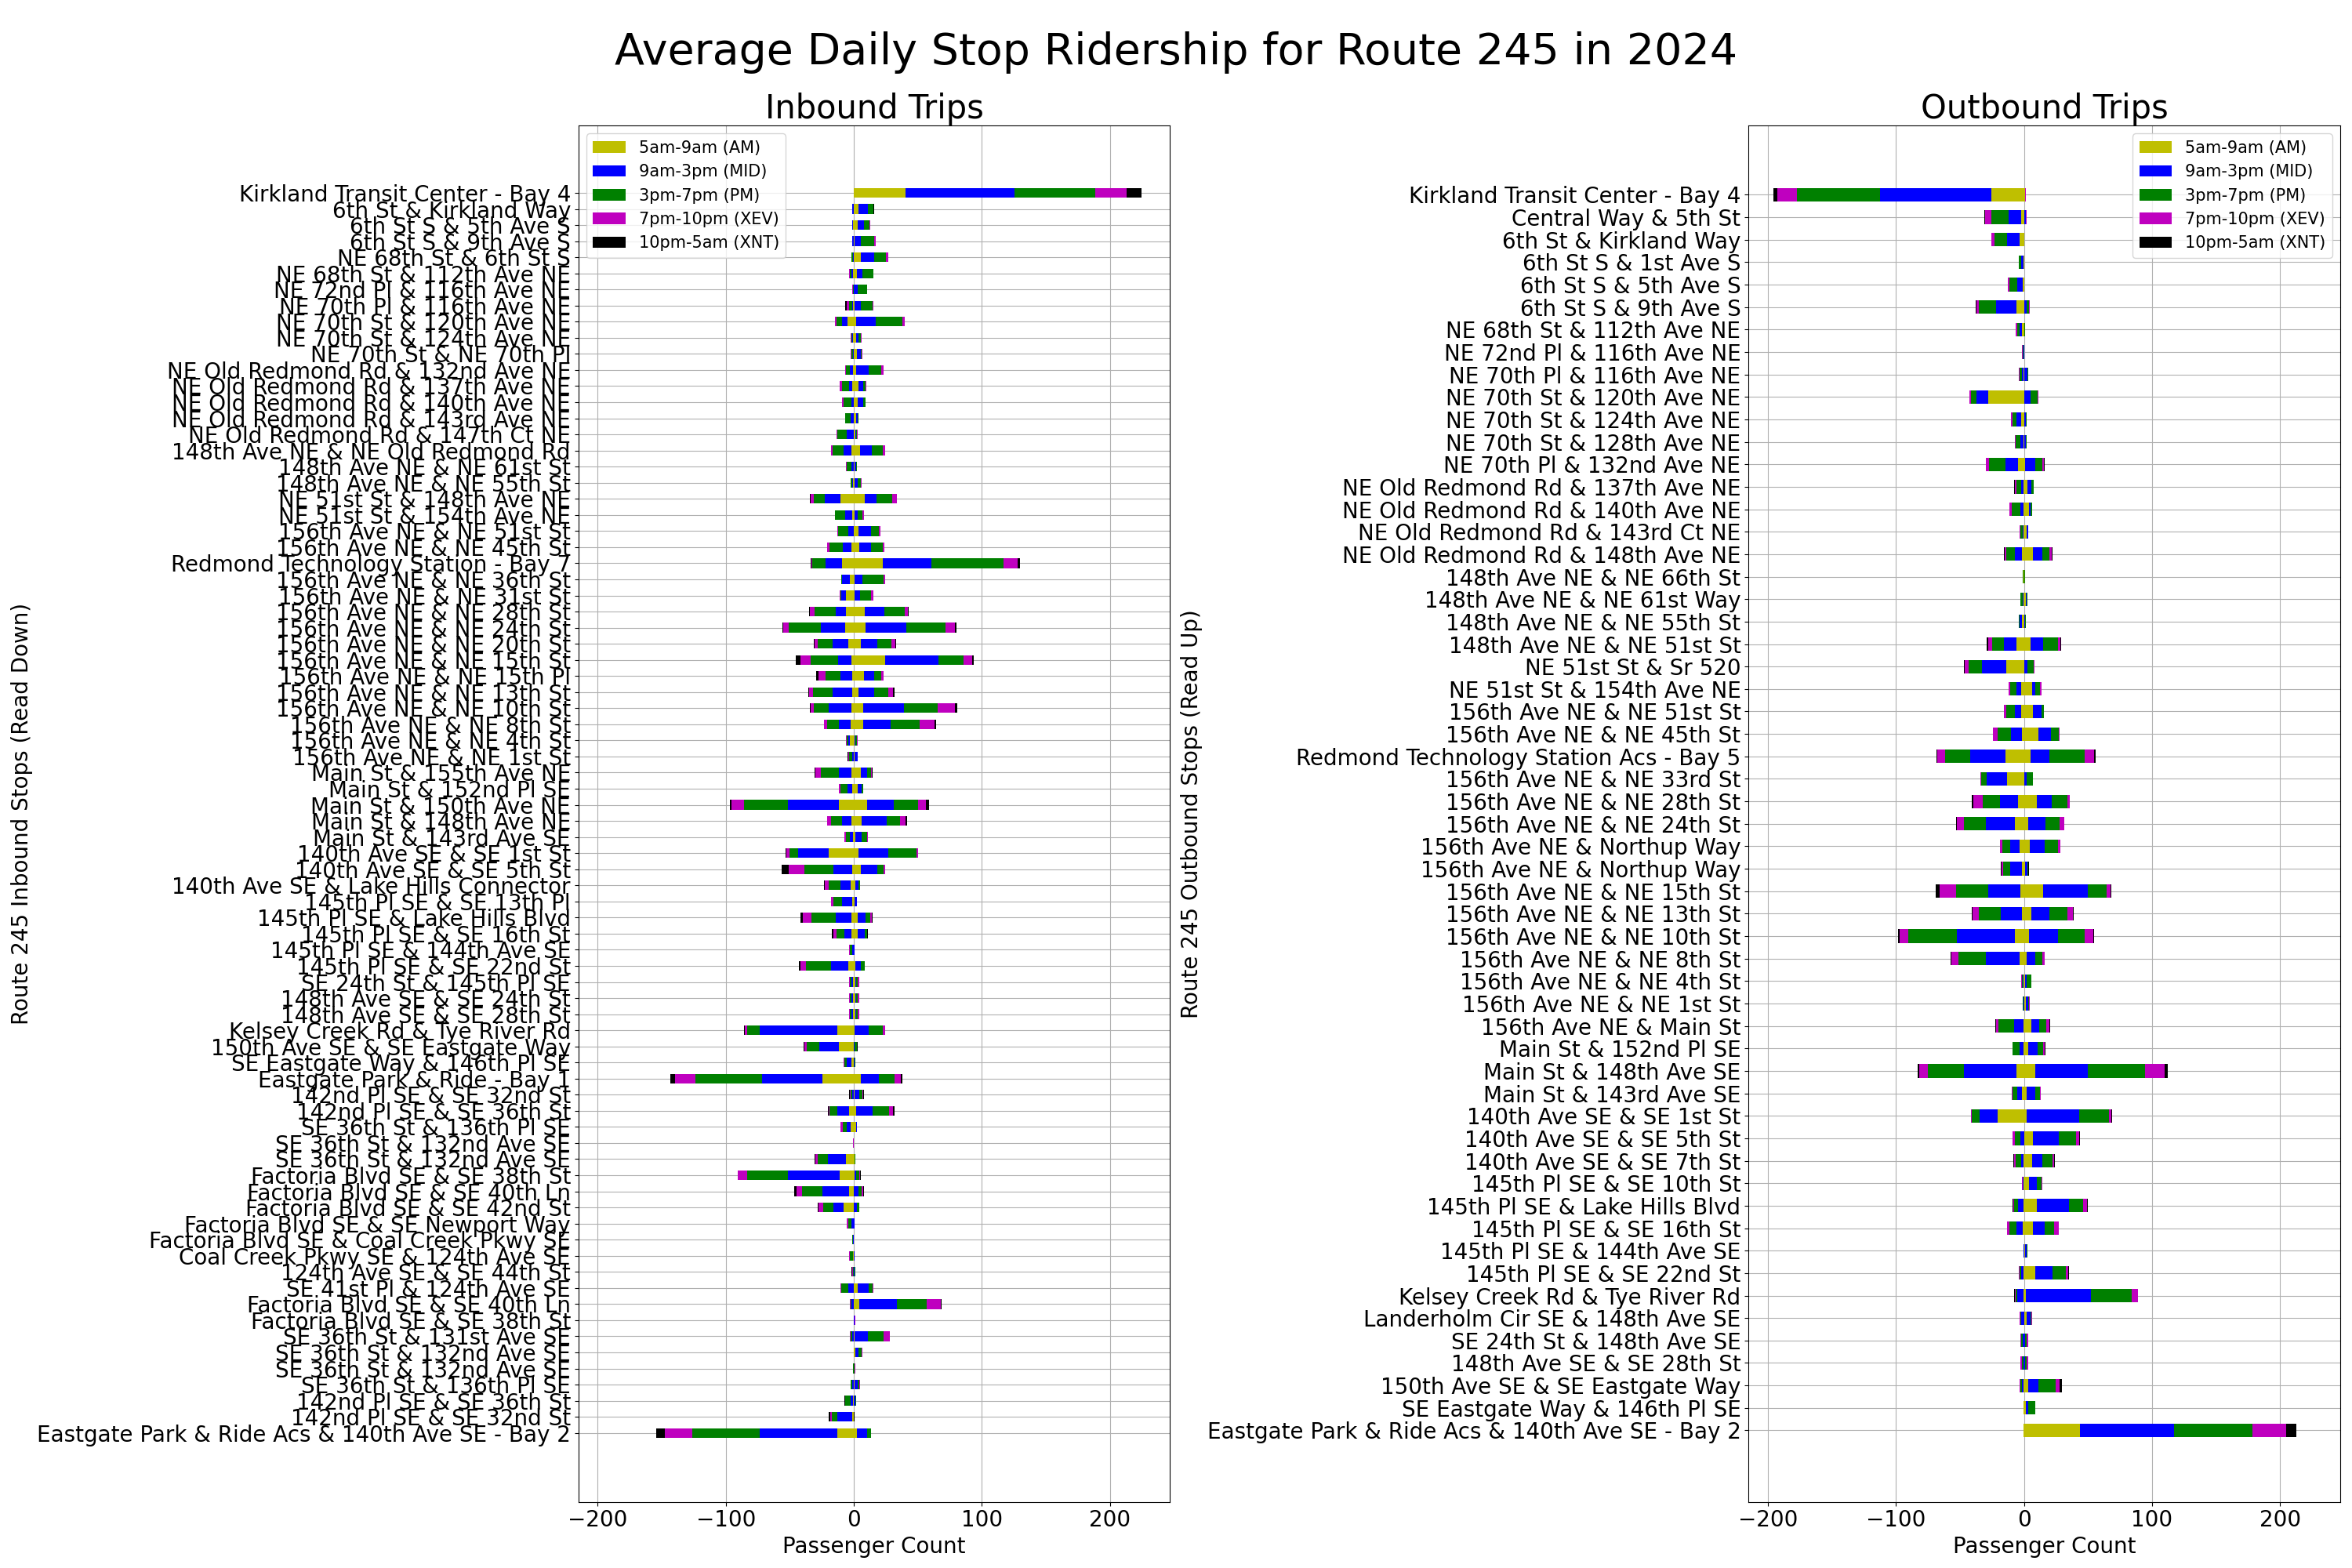 Average Daily Stop Ridership for Route 245 in 2024
Inbound Trips
5am-9am (AM)
9am-3pm (MID)
3pm-7pm (PM)
7pm-10pm (XEV)
10pm-5am (XNT)
Route 245 Inbound Stops (Read Down)
Kirkland Transit Center - Bay 4
6th St & Kirkland Way
6th St S & 5th Ave S
6th St S & 9th Ave S
NE 68th St & 6th St S
NE 68th St & 112th Ave NE
NE 72nd Pl & 116th Ave NE
NE 70th Pl & 116th Ave NE
NE 70th St & 120th Ave NE
NE 70th St & 124th Ave NE
NE 70th St & NE 70th Pl
NE Old Redmond Rd & 132nd Ave NE
NE Old Redmond Rd & 137th Ave NE
NE Old Redmond Rd & 140th Ave NE
NE Old Redmond Rd & 143rd Ave NE
NE Old Redmond Rd & 147th Ct NE
148th Ave NE & NE Old Redmond Rd
148th Ave NE & NE 61st St
148th Ave NE & NE 55th St
NE 51st St & 148th Ave NE
NE 51st St & 154th Ave NE
156th Ave NE & NE 51st St
156th Ave NE & NE 45th St
Redmond Technology Station - Bay 7
156th Ave NE & NE 36th St
156th Ave NE & NE 31st St
156th Ave NE & NE 28th St
156th Ave NE & NE 24th St
156th Ave NE & NE 20th St
156th Ave NE & NE 15th St
156th Ave NE & NE 15th Pl
156th Ave NE & NE 13th St
156th Ave NE & NE 10th St
156th Ave NE & NE 8th St
156th Ave NE & NE 4th St
156th Ave NE & NE 1st St
Main St & 155th Ave NE
Main St & 152nd Pl SE
Main St & 150th Ave NE
Main St & 148th Ave NE
Main St & 143rd Ave SE
140th Ave SE & SE 1st St
140th Ave SE & SE 5th St
140th Ave SE & Lake Hills Connector
145th Pl SE & SE 13th Pl
145th Pl SE & Lake Hills Blvd
145th Pl SE & SE 16th St
145th Pl SE & 144th Ave SE
145th Pl SE & SE 22nd St
SE 24th St & 145th Pl SE
148th Ave SE & SE 24th St
148th Ave SE & SE 28th St
Kelsey Creek Rd & Tye River Rd
150th Ave SE & SE Eastgate Way
SE Eastgate Way & 146th Pl SE
Eastgate Park & Ride - Bay 1
142nd Pl SE & SE 32nd St
142nd Pl SE & SE 36th St
SE 36th St & 136th Pl SE
SE 36th St & 132nd Ave SE
SE 36th St & 132nd Ave SE
Factoria Blvd SE & SE 38th St
Factoria Blvd SE & SE 40th Ln
Factoria Blvd SE & SE 42nd St
Factoria Blvd SE & SE Newport Way
Factoria Blvd SE & Coal Creek Pkwy SE
Coal Creek Pkwy SE & 124th Ave SE
124th Ave SE & SE 44th St
SE 41st Pl & 124th Ave SE
Factoria Blvd SE & SE 40th Ln
Factoria Blvd SE & SE 38th St
SE 36th St & 131st Ave SE
SE 36th St & 132nd Ave SE
SE 36th St & 132nd Ave SE
SE 36th St & 136th Pl SE
142nd Pl SE & SE 36th St
142nd Pl SE & SE 32nd St
Eastgate Park & Ride Acs & 140th Ave SE - Bay 2
−200 −100 0 100 200
Passenger Count
Outbound Trips
5am-9am (AM)
9am-3pm (MID)
3pm-7pm (PM)
7pm-10pm (XEV)
10pm-5am (XNT)
Route 245 Outbound Stops (Read Up)
Kirkland Transit Center - Bay 4
Central Way & 5th St
6th St & Kirkland Way
6th St S & 1st Ave S
6th St S & 5th Ave S
6th St S & 9th Ave S
NE 68th St & 112th Ave NE
NE 72nd Pl & 116th Ave NE
NE 70th Pl & 116th Ave NE
NE 70th St & 120th Ave NE
NE 70th St & 124th Ave NE
NE 70th St & 128th Ave NE
NE 70th Pl & 132nd Ave NE
NE Old Redmond Rd & 137th Ave NE
NE Old Redmond Rd & 140th Ave NE
NE Old Redmond Rd & 143rd Ct NE
NE Old Redmond Rd & 148th Ave NE
148th Ave NE & NE 66th St
148th Ave NE & NE 61st Way
148th Ave NE & NE 55th St
148th Ave NE & NE 51st St
NE 51st St & Sr 520
NE 51st St & 154th Ave NE
156th Ave NE & NE 51st St
156th Ave NE & NE 45th St
Redmond Technology Station Acs - Bay 5
156th Ave NE & NE 33rd St
156th Ave NE & NE 28th St
156th Ave NE & NE 24th St
156th Ave NE & Northup Way
156th Ave NE & Northup Way
156th Ave NE & NE 15th St
156th Ave NE & NE 13th St
156th Ave NE & NE 10th St
156th Ave NE & NE 8th St
156th Ave NE & NE 4th St
156th Ave NE & NE 1st St
156th Ave NE & Main St
Main St & 152nd Pl SE
Main St & 148th Ave SE
Main St & 143rd Ave SE
140th Ave SE & SE 1st St
140th Ave SE & SE 5th St
140th Ave SE & SE 7th St
145th Pl SE & SE 10th St
145th Pl SE & Lake Hills Blvd
145th Pl SE & SE 16th St
145th Pl SE & 144th Ave SE
145th Pl SE & SE 22nd St
Kelsey Creek Rd & Tye River Rd
Landerholm Cir SE & 148th Ave SE
SE 24th St & 148th Ave SE
148th Ave SE & SE 28th St
150th Ave SE & SE Eastgate Way
SE Eastgate Way & 146th Pl SE
Eastgate Park & Ride Acs & 140th Ave SE - Bay 2
−200 −100 0 100 200
Passenger Count